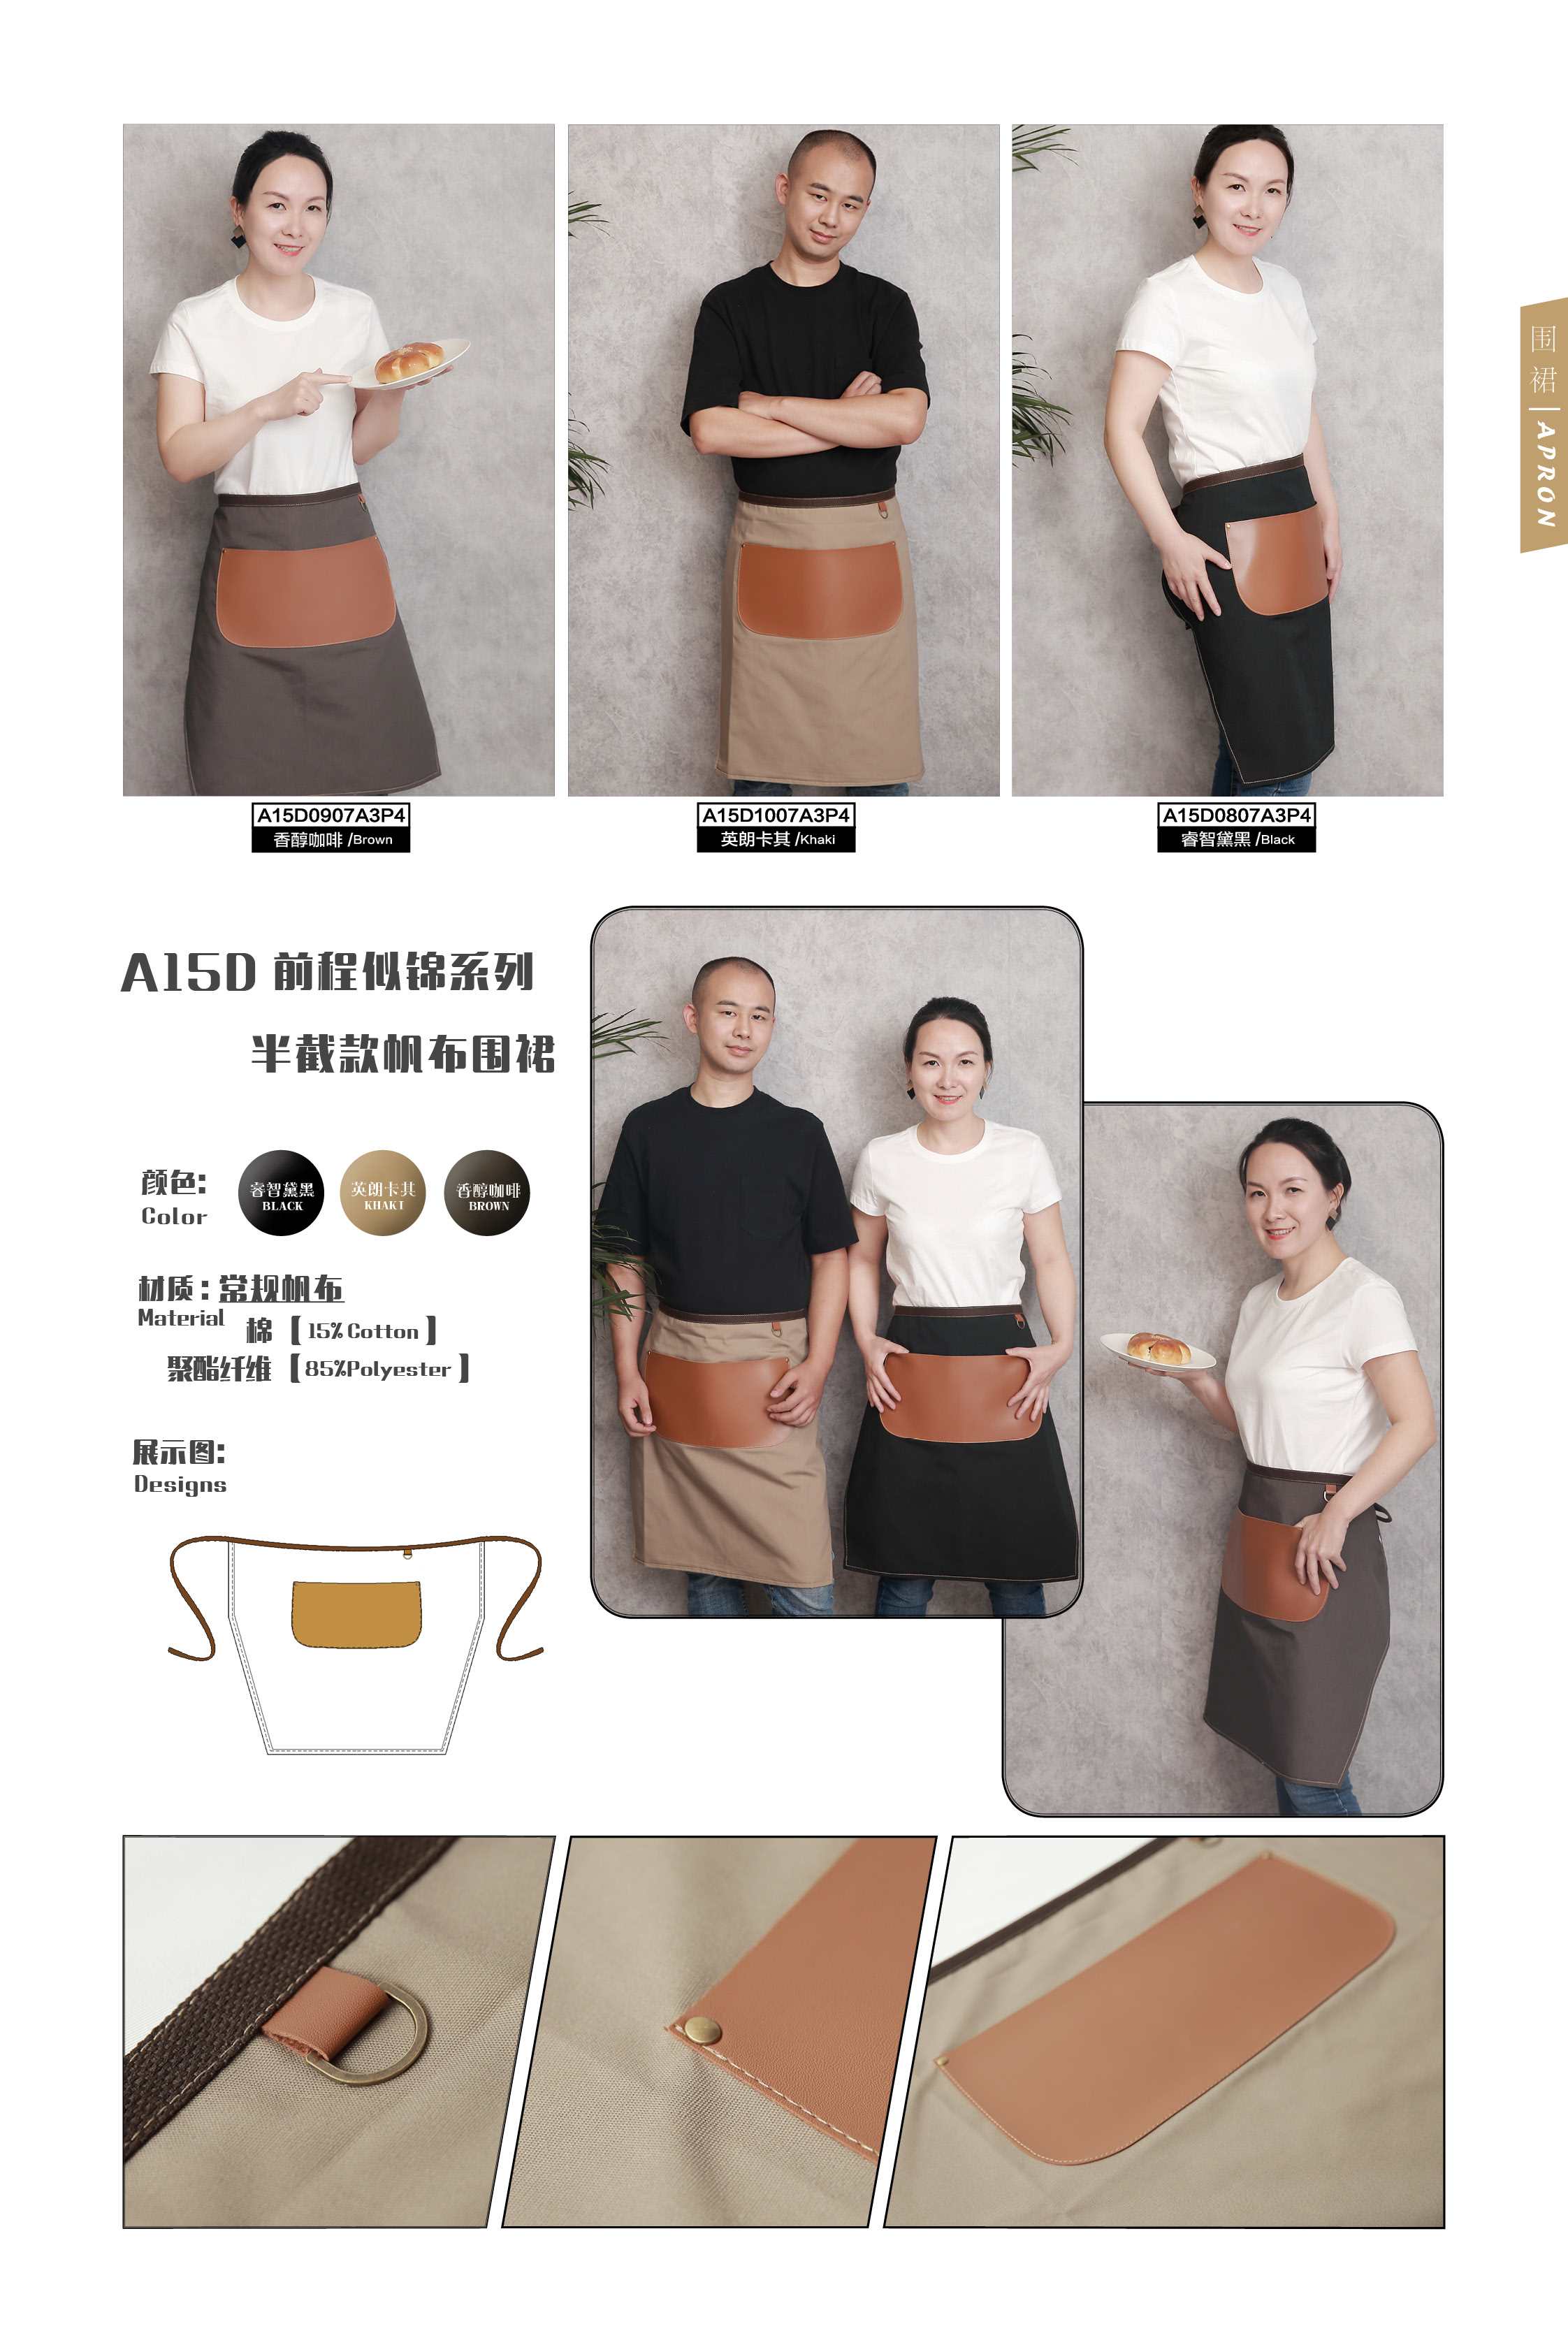 围裙 | APRON
A15D0907A3P4
香醇咖啡 /Brown
A15D1007A3P4
英朗卡其 /Khaki
A15D0807A3P4
睿智黛黑 /Black
A15D 前程似锦系列
半截款帆布围裙
颜色:
Color
睿智黛黑
BLACK
英朗卡其
KHAKI
香醇咖啡
BROWN
材质：常规帆布
Material
棉【15% Cotton】
聚酯纤维【85%Polyester】
展示图:
Designs